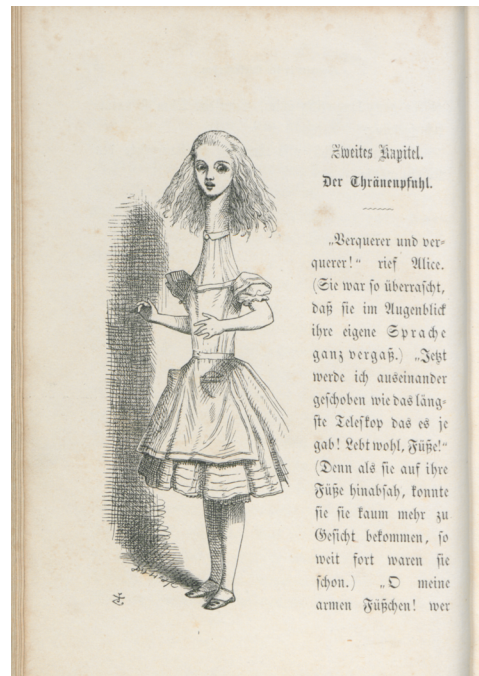 Zweites Kapitel.
Der Thränenpfuhl.
„Verquerer und ver-
querer!“ rief Alice.
(Sie war so überrascht,
daß sie im Augenblick
ihre eigene Sprache
ganz vergaß.) „Jetzt
werde ich auseinander
geschoben wie das läng-
ste Teleskop das es je
gab! Lebt wohl, Füße!“
(Denn als sie auf ihre
Füße hinabsah, konnte
sie sie kaum mehr zu
Gesicht bekommen, so
weit fort waren sie
schon.) „O meine
armen Füßchen! wer